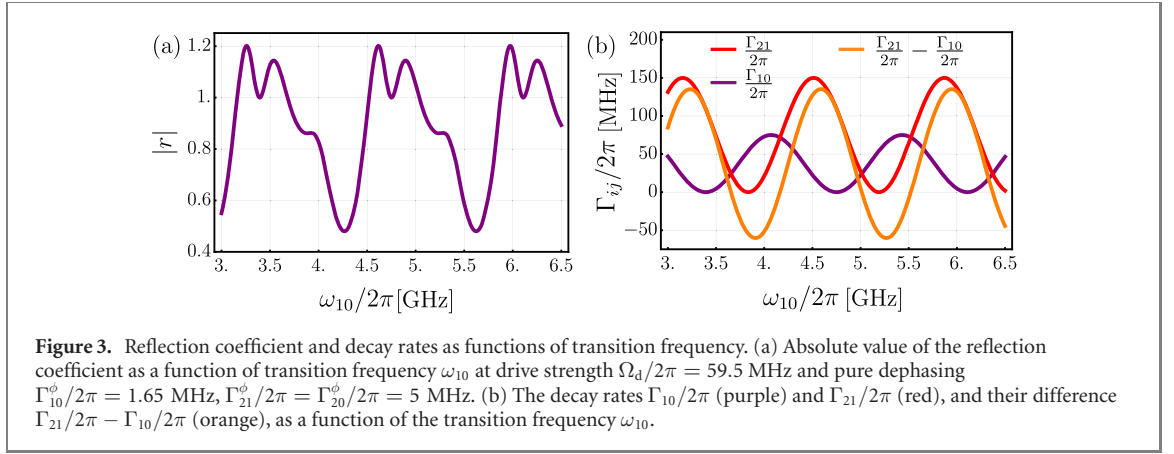 (a)
1.2
1.
0.8
0.6
0.4
|r|
3. 3.5 4. 4.5 5. 5.5 6. 6.5
ω₁₀/2π[GHz]
(b)
200
150
100
50
0
−50
Γᵢⱼ/2π [MHz]
Γ₂₁/2π
Γ₁₀/2π
Γ₂₁/2π − Γ₁₀/2π
3. 3.5 4. 4.5 5. 5.5 6. 6.5
ω₁₀/2π[GHz]
Figure 3. Reflection coefficient and decay rates as functions of transition frequency. (a) Absolute value of the reflection
coefficient as a function of transition frequency ω₁₀ at drive strength Ω_d/2π = 59.5 MHz and pure dephasing
Γ₁₀^ϕ/2π = 1.65 MHz, Γ₂₁^ϕ/2π = Γ₂₀^ϕ/2π = 5 MHz. (b) The decay rates Γ₁₀/2π (purple) and Γ₂₁/2π (red), and their difference
Γ₂₁/2π − Γ₁₀/2π (orange), as a function of the transition frequency ω₁₀.